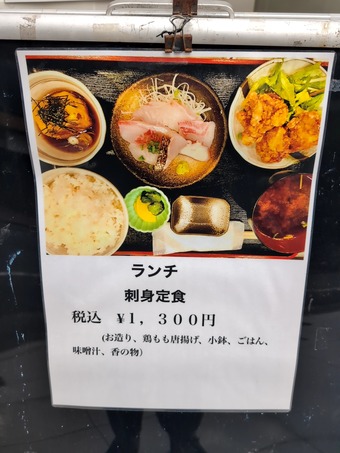 ランチ
刺身定食
税込　￥1，300円
(お造り、鶏もも唐揚げ、小鉢、ごはん、
味噌汁、香の物)